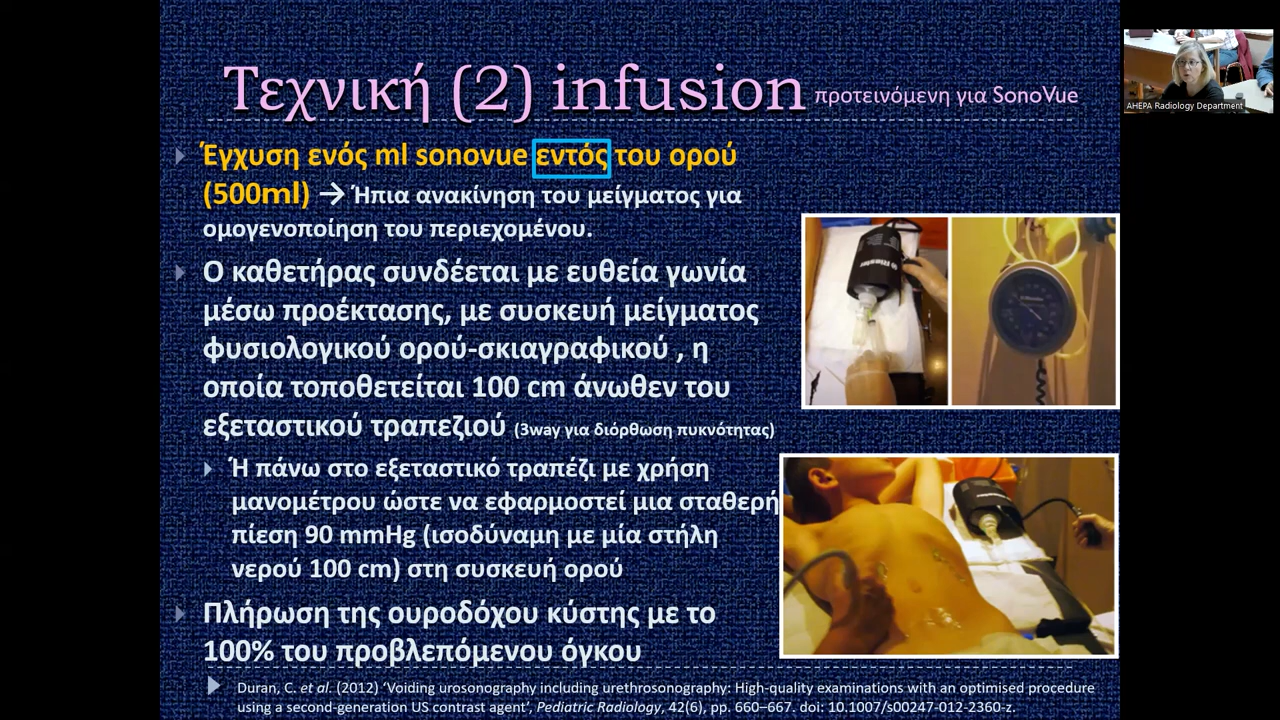 Τεχνική (2) infusion προτεινόμενη για SonoVue
Έγχυση ενός ml sonovue εντός του ορού
(500ml) → Ήπια ανακίνηση του μείγματος για
ομογενοποίηση του περιεχομένου.
Ο καθετήρας συνδέεται με ευθεία γωνία
μέσω προέκτασης, με συσκευή μείγματος
φυσιολογικού ορού-σκιαγραφικού , η
οποία τοποθετείται 100 cm άνωθεν του
εξεταστικού τραπεζιού (3way για διόρθωση πυκνότητας)
Ή πάνω στο εξεταστικό τραπέζι με χρήση
μανομέτρου ώστε να εφαρμοστεί μια σταθερή
πίεση 90 mmHg (ισοδύναμη με μία στήλη
νερού 100 cm) στη συσκευή ορού
Πλήρωση της ουροδόχου κύστης με το
100% του προβλεπόμενου όγκου
Duran, C. et al. (2012) ‘Voiding urosonography including urethrosonography: High-quality examinations with an optimised procedure
using a second-generation US contrast agent’, Pediatric Radiology, 42(6), pp. 660–667. doi: 10.1007/s00247-012-2360-z.
AHEPA Radiology Department